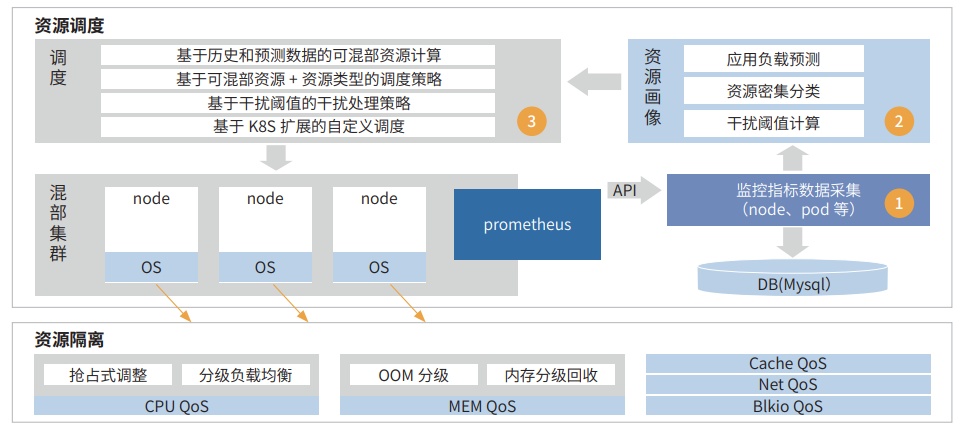 资源调度
调度
基于历史和预测数据的可混部资源计算
基于可混部资源 + 资源类型的调度策略
基于干扰阈值的干扰处理策略
基于 K8S 扩展的自定义调度
3
资源画像
应用负载预测
资源密集分类
干扰阈值计算
2
混部集群
node
OS
node
OS
node
OS
prometheus
API
监控指标数据采集
（node、pod 等）
1
DB(Mysql）
资源隔离
抢占式调整
分级负载均衡
CPU QoS
OOM 分级
内存分级回收
MEM QoS
Cache QoS
Net QoS
Blkio QoS